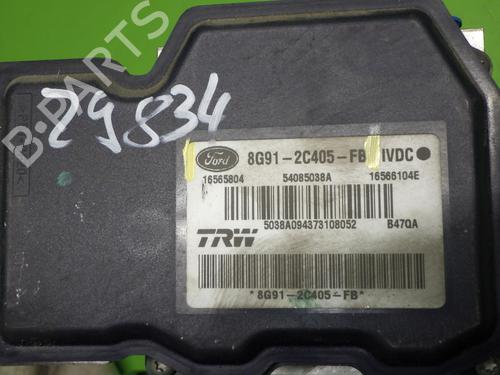 B-PARTS
29834
Ford 8G91-2C405-FB IVDC
16565804 54085038A 16566104E
5038A094373108052 B47QA
TRW
*8G91-2C405-FB*